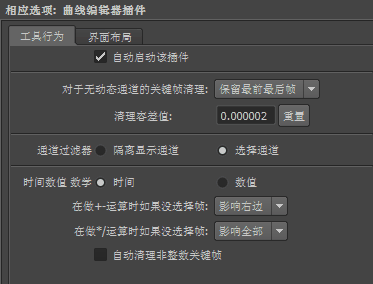 相应选项: 曲线编辑器插件
工具行为 界面布局
自动启动该插件
对于无动态通道的关键帧清理: 保留最前最后帧
清理容差值: 0.000002 重置
通道过滤器 隔离显示通道 选择通道
时间数值 数学 时间 数值
在做+-运算时如果没选择帧: 影响右边
在做*/运算时如果没选择帧: 影响全部
自动清理非整数关键帧